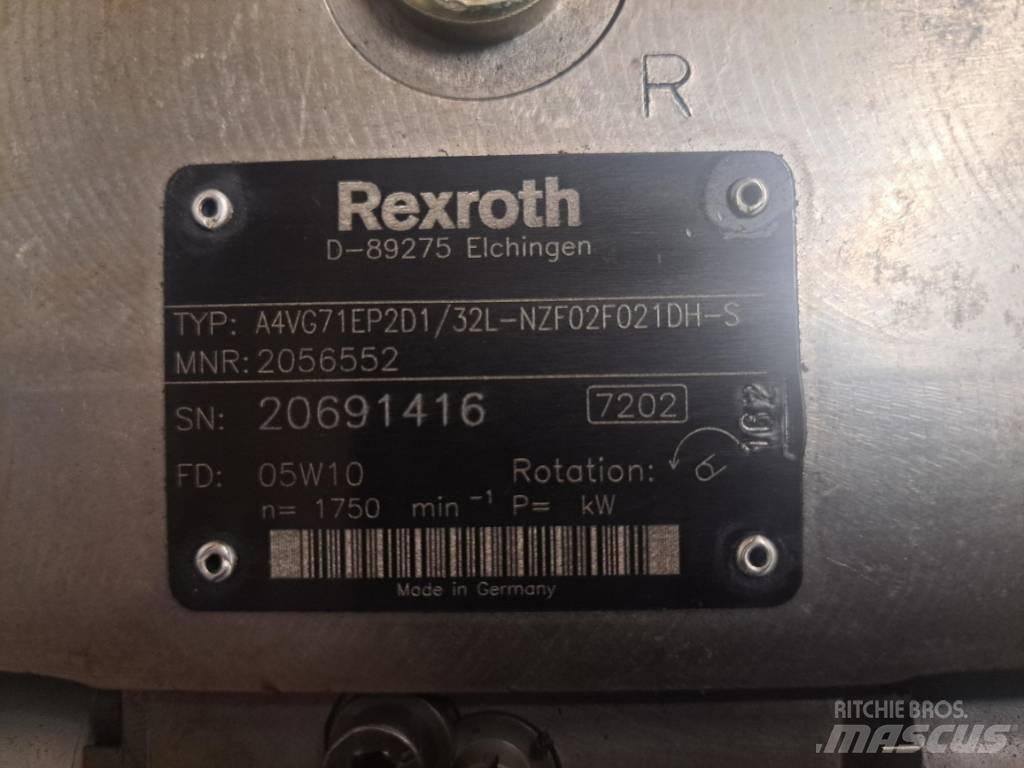 R
Rexroth
D-89275 Elchingen
TYP: A4VG71EP2D1/32L-NZF02F021DH-S
MNR: 2056552
SN: 20691416 7202
162
FD: 05W10 Rotation:
n= 1750 min⁻¹ P= kW
Made in Germany
RITCHIE BROS.
MASCUS